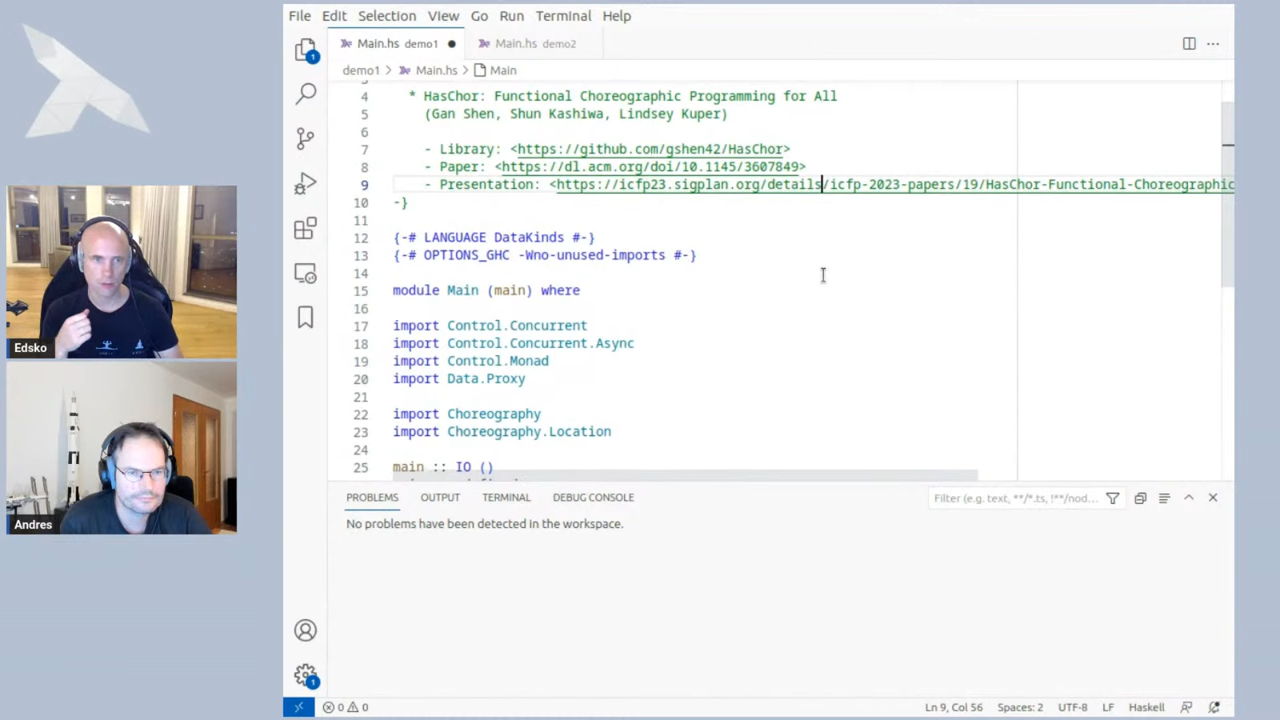 File Edit Selection View Go Run Terminal Help
Main.hs demo1 ● Main.hs demo2
demo1 > Main.hs > Main
4 * HasChor: Functional Choreographic Programming for All
5 (Gan Shen, Shun Kashiwa, Lindsey Kuper)
6
7 - Library: <https://github.com/gshen42/HasChor>
8 - Paper: <https://dl.acm.org/doi/10.1145/3607849>
9 - Presentation: <https://icfp23.sigplan.org/details/icfp-2023-papers/19/HasChor-Functional-Choreographic
10 -}
11
12 {-# LANGUAGE DataKinds #-}
13 {-# OPTIONS_GHC -Wno-unused-imports #-}
14
15 module Main (main) where
16
17 import Control.Concurrent
18 import Control.Concurrent.Async
19 import Control.Monad
20 import Data.Proxy
21
22 import Choreography
23 import Choreography.Location
24
25 main :: IO ()
PROBLEMS OUTPUT TERMINAL DEBUG CONSOLE Filter (e.g. text, **/*.ts, !**/nod...
No problems have been detected in the workspace.
1
1
0 0 Ln 9, Col 56 Spaces: 2 UTF-8 LF Haskell
Edsko
Andres